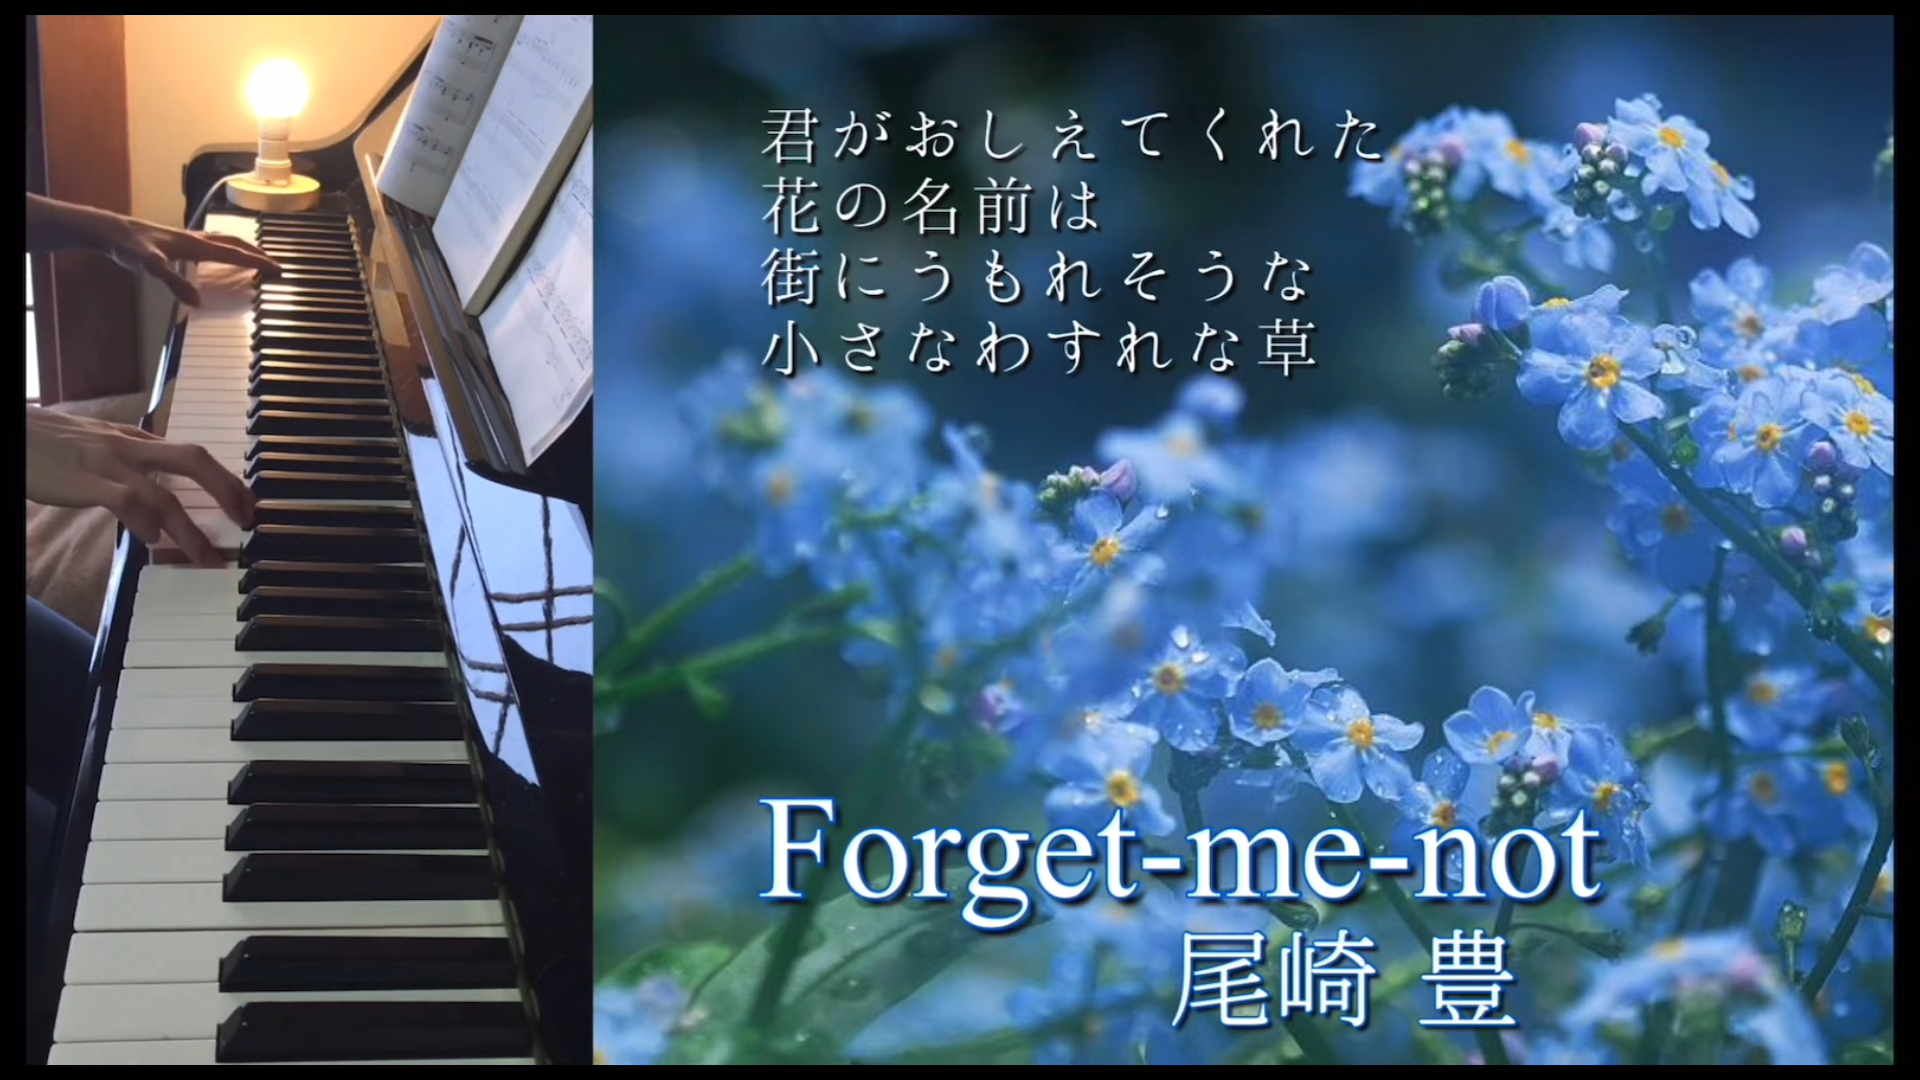 君がおしえてくれた
花の名前は
街にうもれそうな
小さなわすれな草
Forget-me-not
尾崎 豊